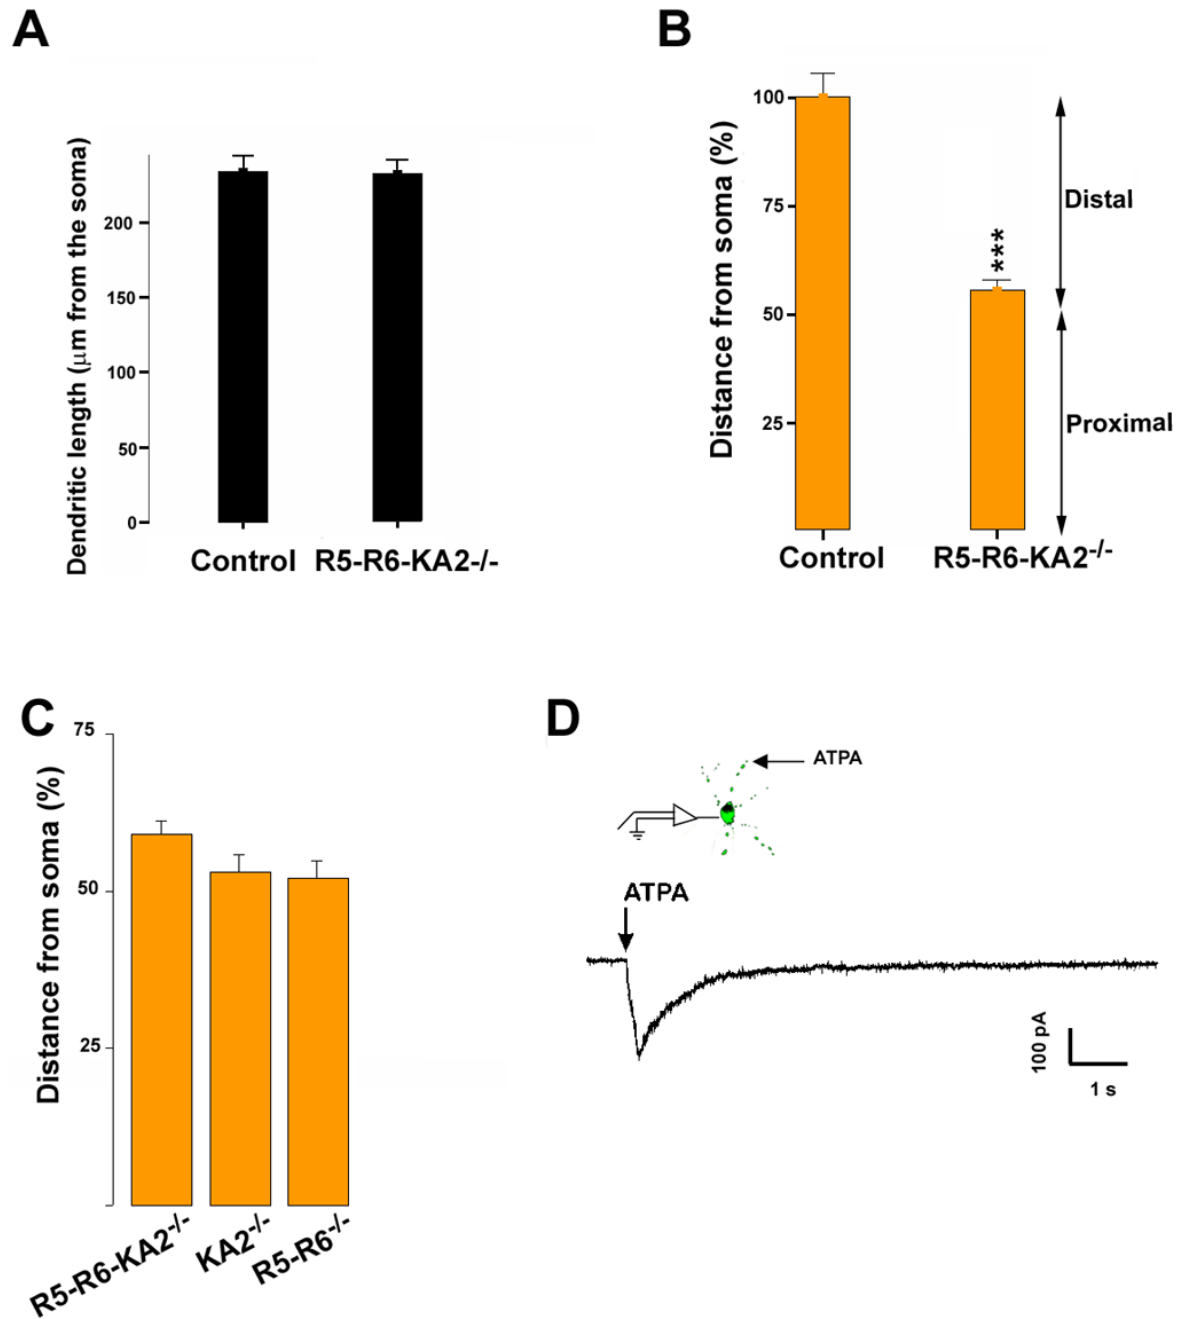 A
Dendritic length (μm from the soma)
200
150
100
50
0
Control
R5-R6-KA2-/-
B
Distance from soma (%)
100
75
50
25
***
Distal
Proximal
Control
R5-R6-KA2-/-
C
Distance from soma (%)
75
50
25
R5-R6-KA2-/-
KA2-/-
R5-R6-/-
D
ATPA
ATPA
100 pA
1 s